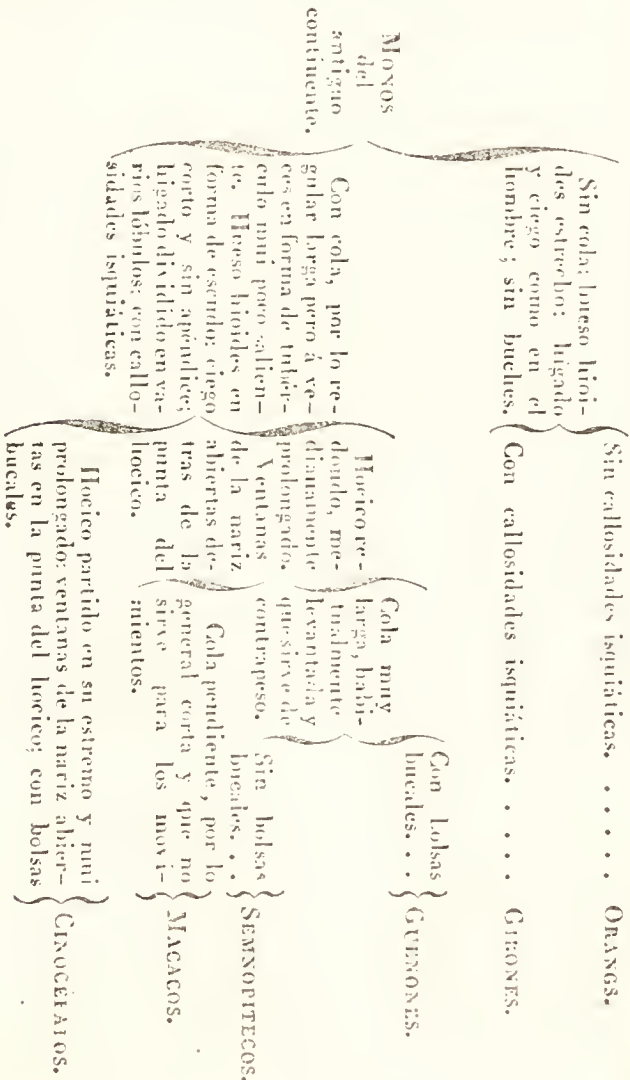 MONOS
del
antiguo
continente.
Sin cola; hueso hioi-
des estrecho; hígado
y ciego como en el
hombre; sin buches.
Sin callosidades isquiáticas. . . . . .
ORANGS.
Con callosidades isquiáticas. . . . .
GIBONES.
Con cola, por lo re-
gular larga pero á ve-
ces en forma de tubér-
culo mui poco salien-
te. Hueso hioides en
forma de escudo; ciego
corto y sin apéndice;
hígado dividido en va-
rios lóbulos; con callo-
sidades isquiáticas.
Hocico re-
dondo, me-
dianamente
prolongado.
Ventanas
de la nariz
abiertas de-
tras de la
punta del
hocico.
Cola muy
larga, habi-
tualmente
levantada y
que sirve de
contrapeso.
Con bolsas
bucales. . .
GUENONES.
Sin bolsas
bucales. . .
SEMNOPITECOS.
Cola pendiente, por lo
general corta y que no
sirve para los movi-
mientos.
MACACOS.
Hocico partido en su estremo y mui
prolongado; ventanas de la nariz abier-
tas en la punta del hocico; con bolsas
bucales.
CINOCÉFALOS.